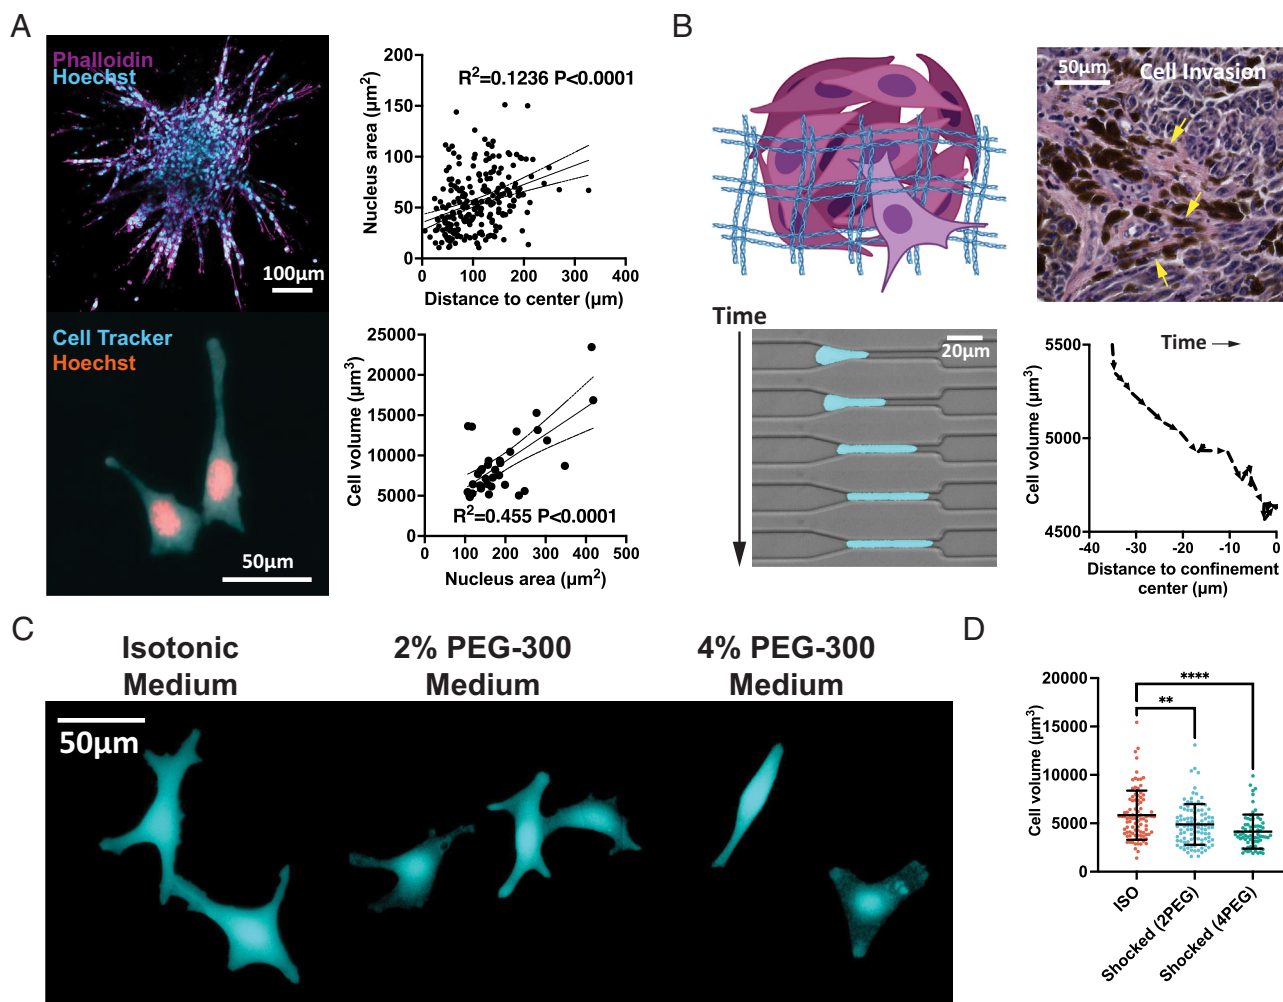 A
Phalloidin
Hoechst
100µm
200
150
100
50
0
Nucleus area (µm²)
R²=0.1236 P<0.0001
0 100 200 300 400
Distance to center (µm)
Cell Tracker
Hoechst
50µm
25000
20000
15000
10000
5000
0
Cell volume (µm³)
R²=0.455 P<0.0001
0 100 200 300 400 500
Nucleus area (µm²)
B
50µm
Cell Invasion
Time
20µm
5500
5000
4500
Cell volume (µm³)
Time →
-40 -30 -20 -10 0
Distance to confinement
center (µm)
C
Isotonic
Medium
2% PEG-300
Medium
4% PEG-300
Medium
50µm
D
20000
15000
10000
5000
0
Cell volume (µm³)
****
**
ISO
Shocked (2PEG)
Shocked (4PEG)